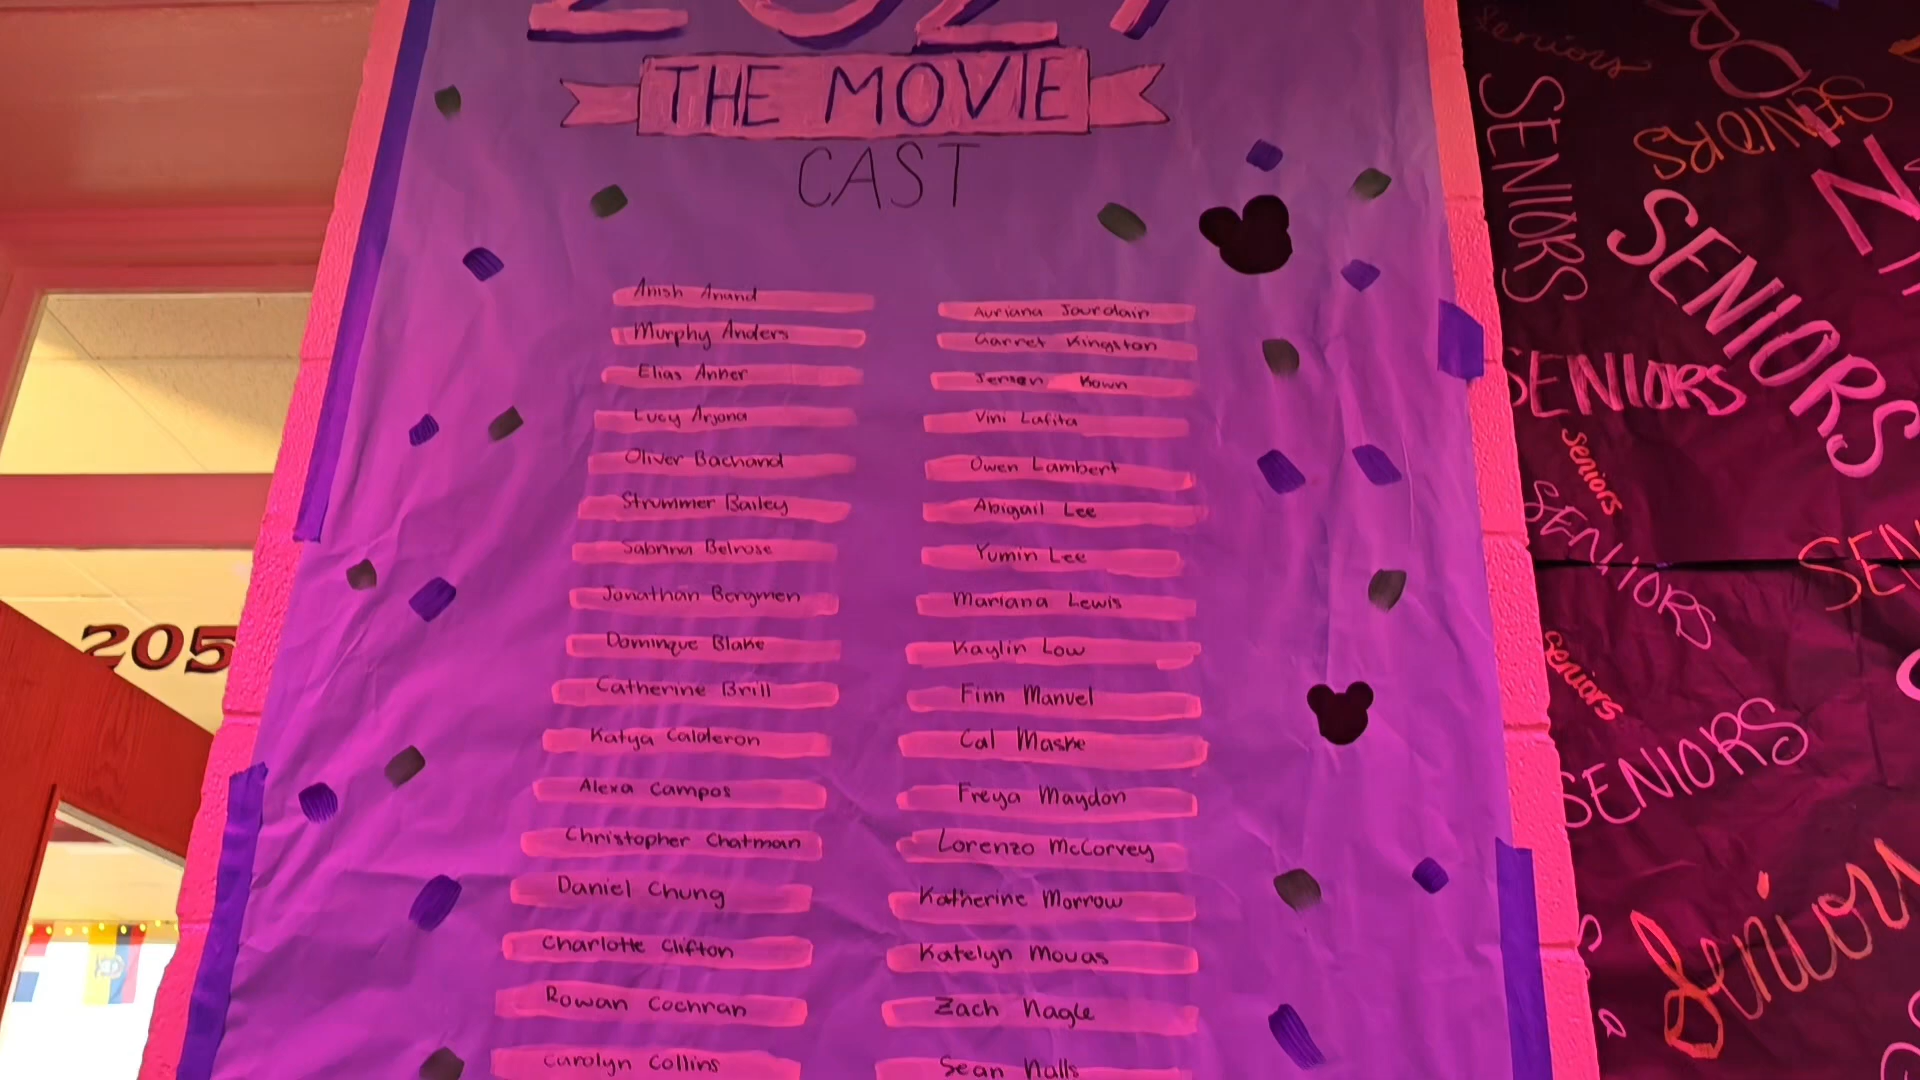 2027
THE MOVIE
CAST
Anish Anand
Murphy Anders
Elias Anner
Lucy Arjona
Oliver Bachand
Strummer Bailey
Sabrina Belrose
Jonathan Bergmen
Dominque Blake
Catherine Brill
Katya Calderon
Alexa Campos
Christopher Chatman
Daniel Chung
Charlotte Clifton
Rowan Cochran
Carolyn Collins
Auriana Jourdain
Garret Kingston
Jensen Kown
Vini Lafita
Owen Lambert
Abigail Lee
Yumin Lee
Mariana Lewis
Kaylin Low
Finn Manuel
Cal Maske
Freya Maydon
Lorenzo McCorvey
Katherine Morrow
Katelyn Movas
Zach Nagle
Sean Nalls
205
seniors
SENIORS
SENIORS
SENIORS
SENIORS
seniors
SENIORS
seniors
SENIORS
Seniors